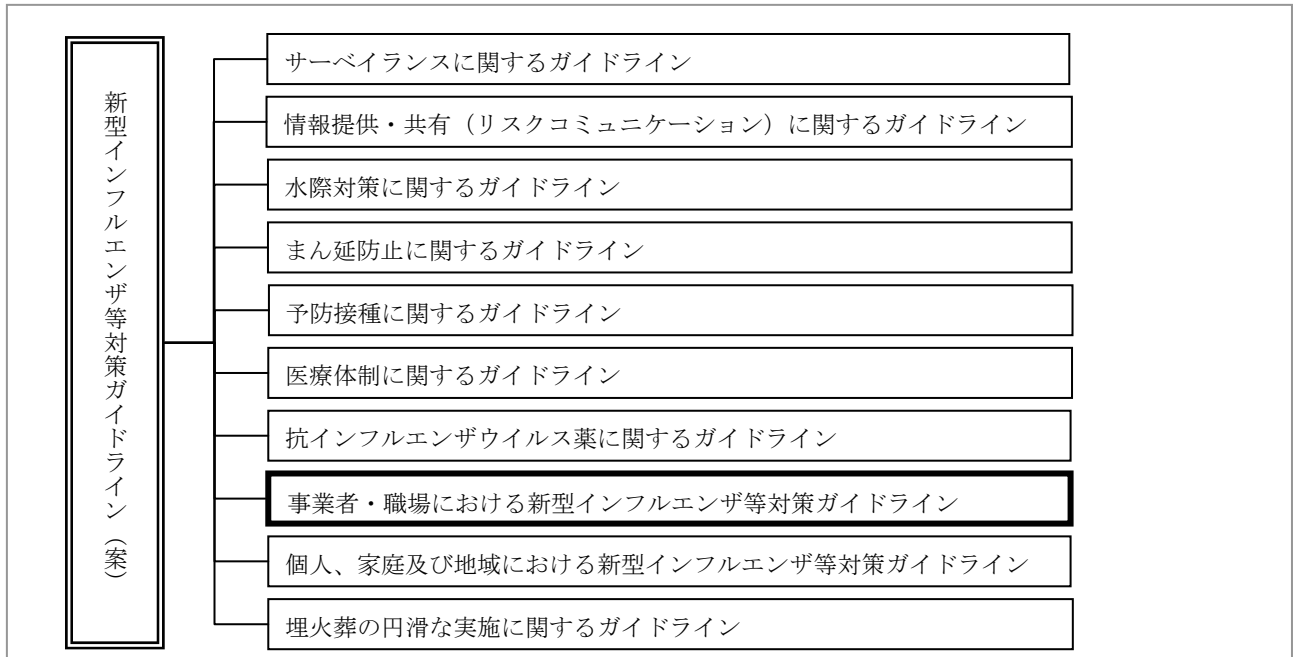 新型インフルエンザ等対策ガイドライン（案）
サーベイランスに関するガイドライン
情報提供・共有（リスクコミュニケーション）に関するガイドライン
水際対策に関するガイドライン
まん延防止に関するガイドライン
予防接種に関するガイドライン
医療体制に関するガイドライン
抗インフルエンザウイルス薬に関するガイドライン
事業者・職場における新型インフルエンザ等対策ガイドライン
個人、家庭及び地域における新型インフルエンザ等対策ガイドライン
埋火葬の円滑な実施に関するガイドライン